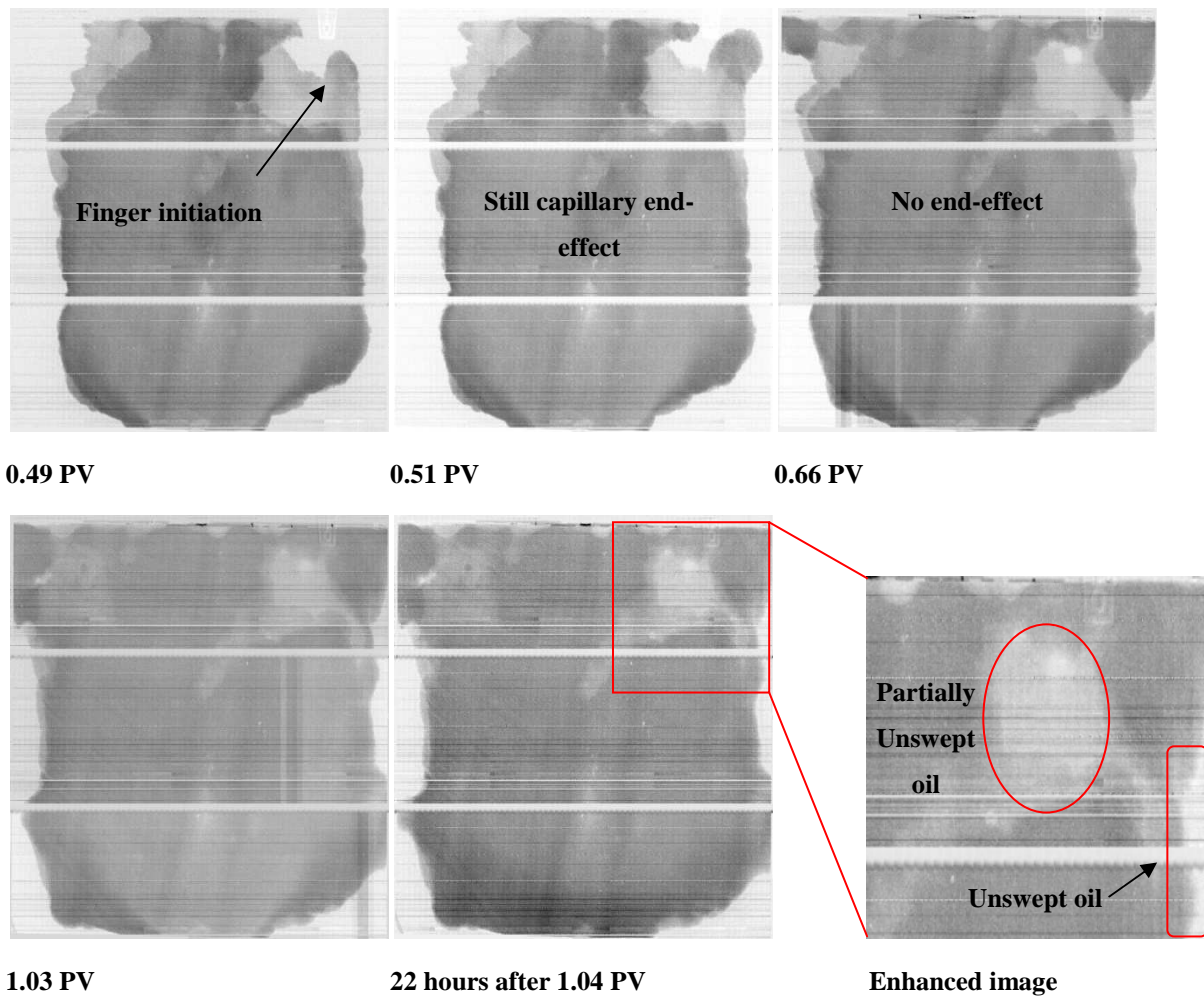 Finger initiation
Still capillary end-
effect
No end-effect
0.49 PV
0.51 PV
0.66 PV
Partially
Unswept
oil
Unswept oil
1.03 PV
22 hours after 1.04 PV
Enhanced image